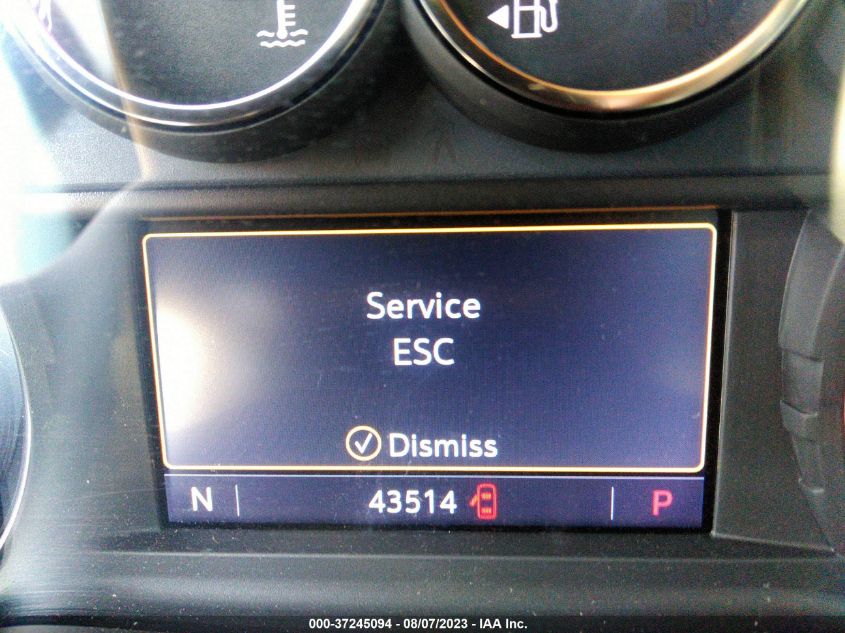 Service
ESC
Dismiss
N 43514 P
000-37245094 - 08/07/2023 - IAA Inc.